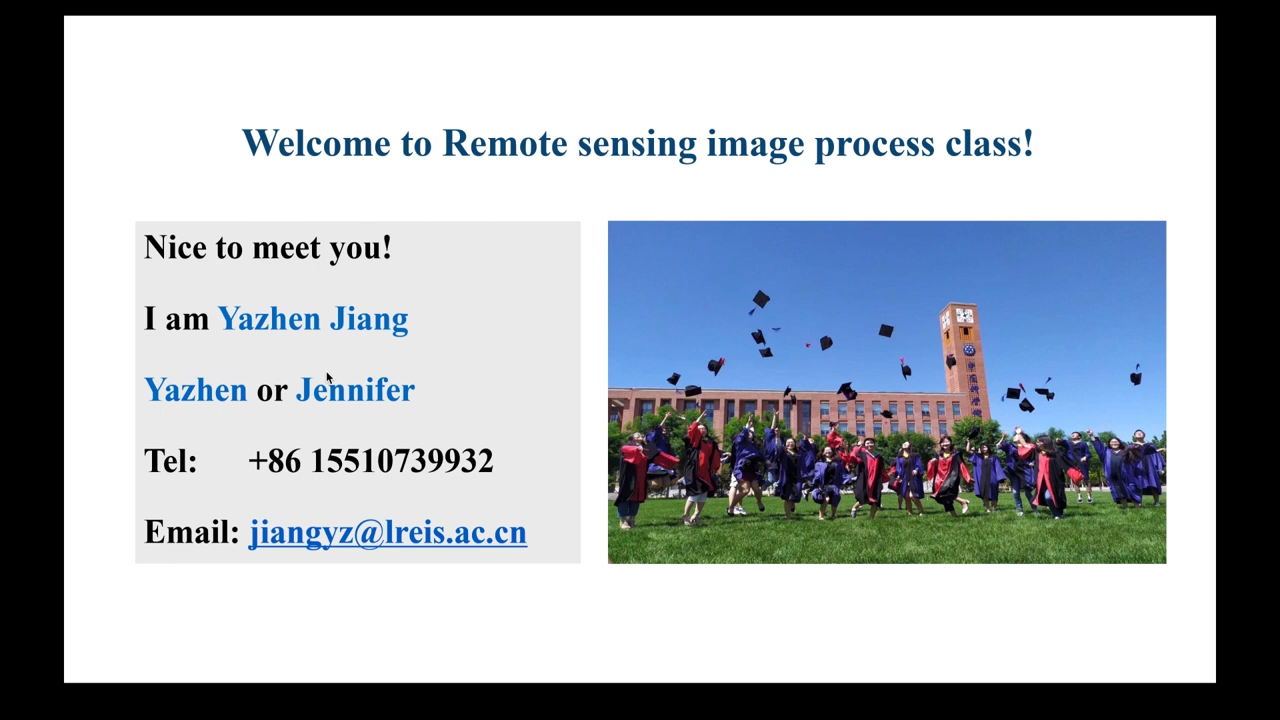 Welcome to Remote sensing image process class!
Nice to meet you!
I am Yazhen Jiang
Yazhen or Jennifer
Tel: +86 15510739932
Email: jiangyz@lreis.ac.cn